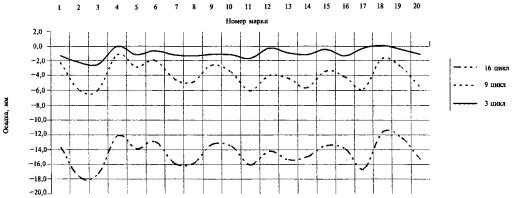 Номер марки
1 2 3 4 5 6 7 8 9 10 11 12 13 14 15 16 17 18 19 20
2,0
0,0
−2,0
−4,0
−6,0
−8,0
−10,0
−12,0
−14,0
−16,0
−18,0
−20,0
Осадка, мм
16 цикл
9 цикл
3 цикл